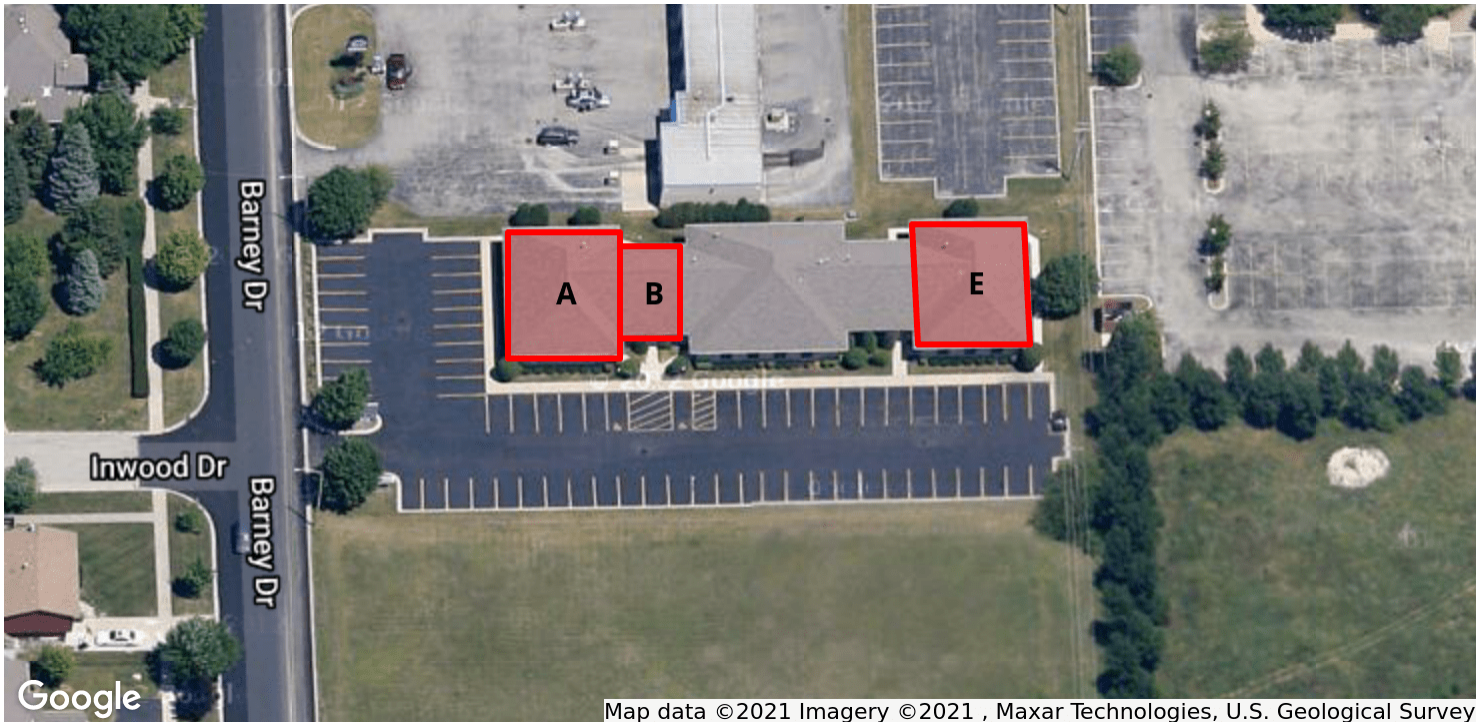 Barney Dr
A
B
E
Inwood Dr
Barney Dr
Google
Map data ©2021 Imagery ©2021 , Maxar Technologies, U.S. Geological Survey